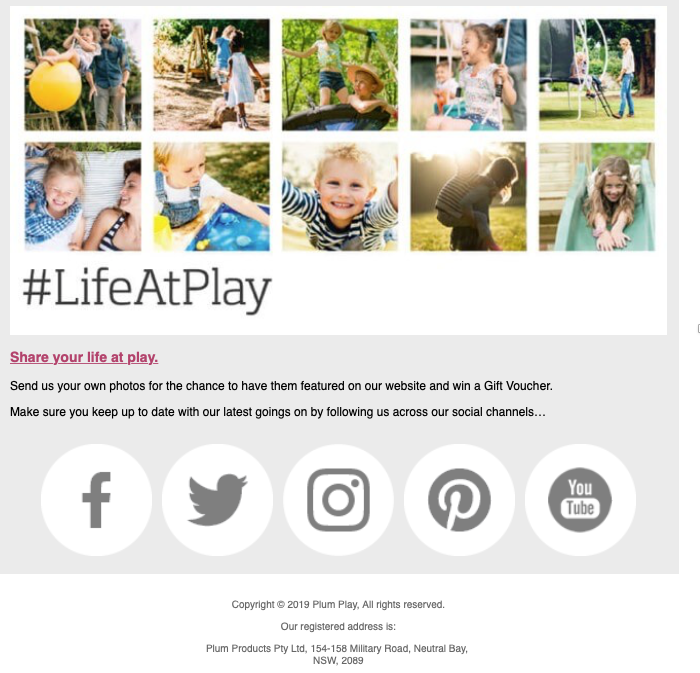 #LifeAtPlay
Share your life at play.
Send us your own photos for the chance to have them featured on our website and win a Gift Voucher.
Make sure you keep up to date with our latest goings on by following us across our social channels…
You
Tube
Copyright © 2019 Plum Play, All rights reserved.
Our registered address is:
Plum Products Pty Ltd, 154-158 Military Road, Neutral Bay,
NSW, 2089